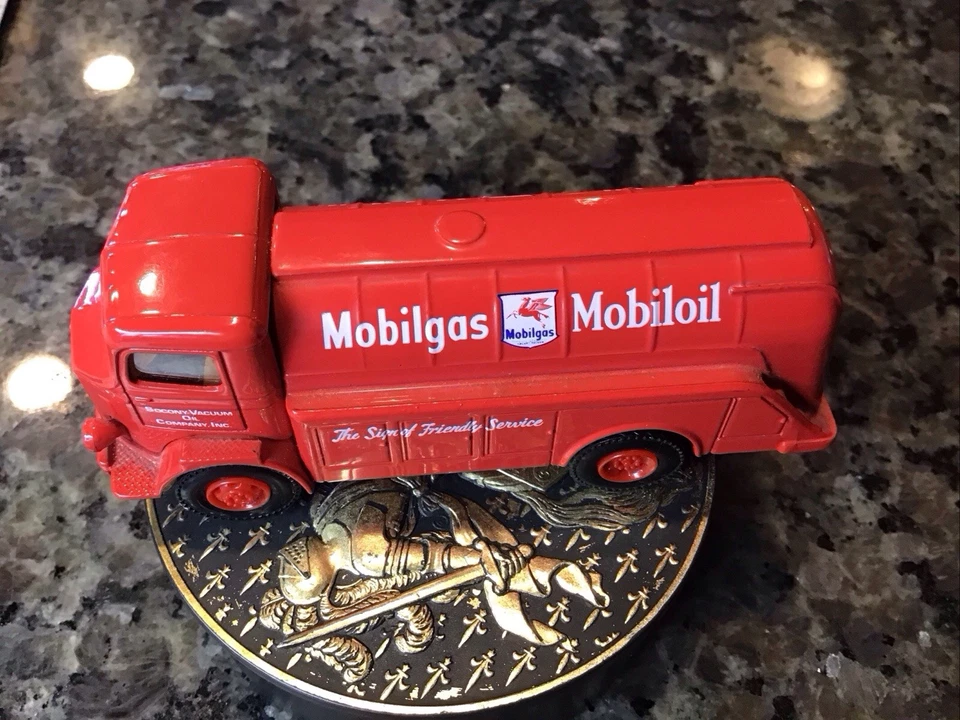 Mobilgas
Mobilgas
Mobiloil
Socony-Vacuum
Oil
Company, Inc.
The Sign of Friendly Service